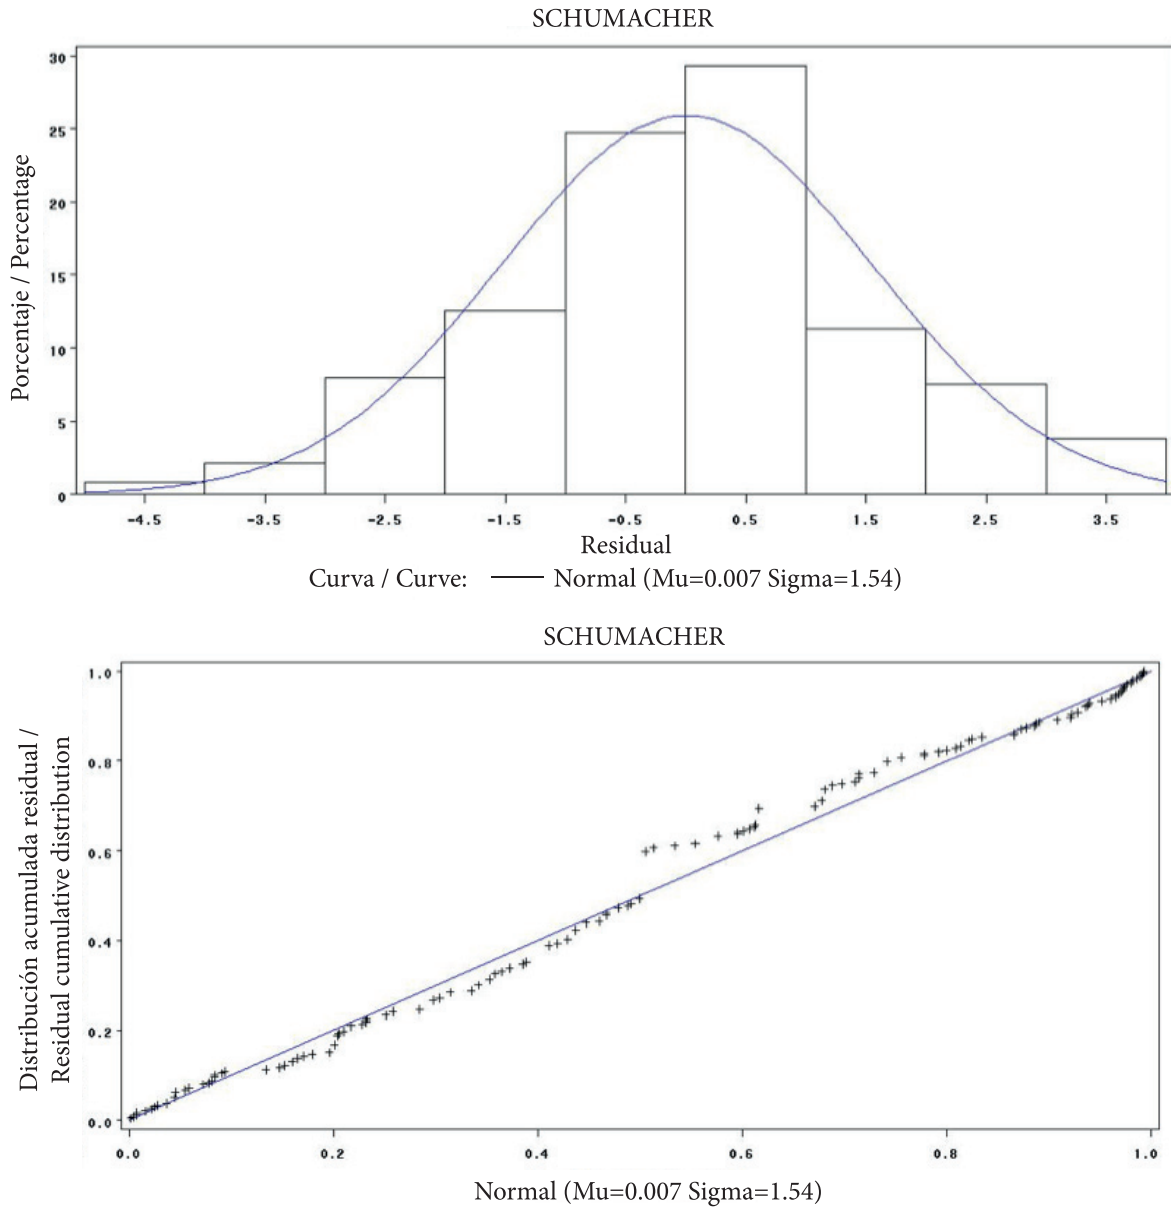 SCHUMACHER
Porcentaje / Percentage
30
25
20
15
10
5
0
-4.5 -3.5 -2.5 -1.5 -0.5 0.5 1.5 2.5 3.5
Residual
Curva / Curve: Normal (Mu=0.007 Sigma=1.54)
SCHUMACHER
Distribución acumulada residual /
Residual cumulative distribution
1.0
0.8
0.6
0.4
0.2
0.0
0.0 0.2 0.4 0.6 0.8 1.0
Normal (Mu=0.007 Sigma=1.54)